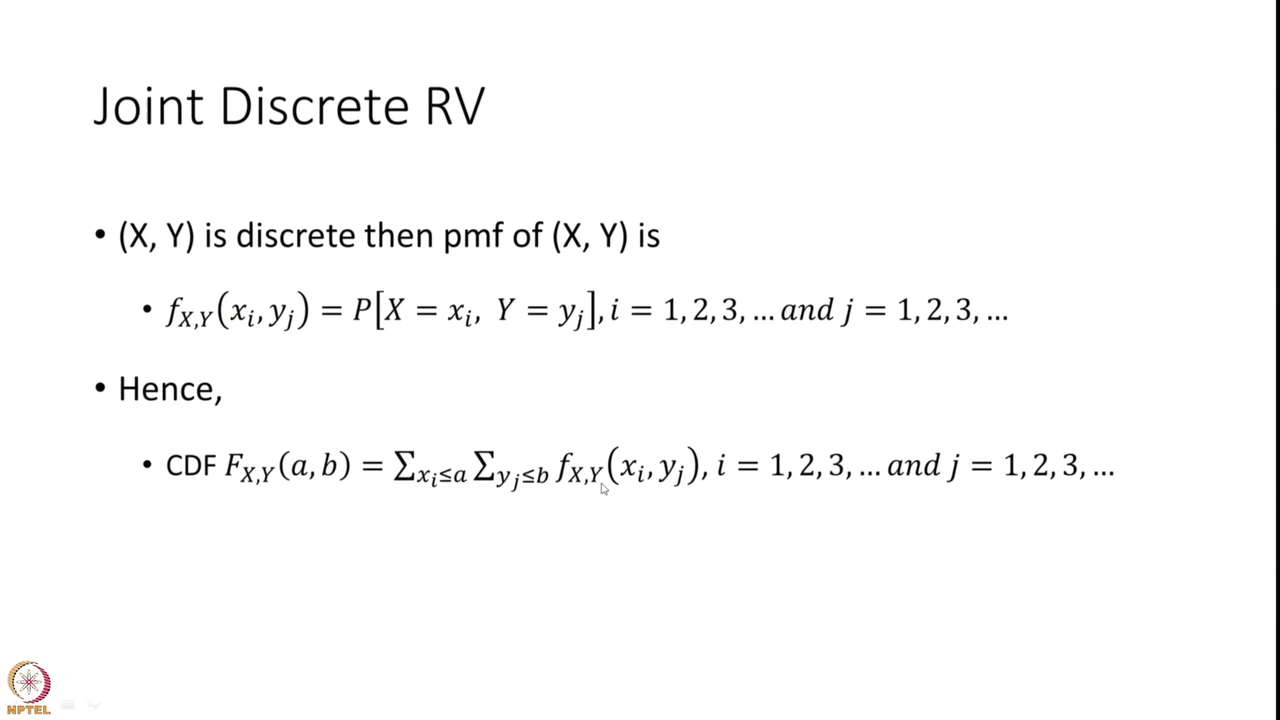 Joint Discrete RV
• (X, Y) is discrete then pmf of (X, Y) is
• f_{X,Y}(x_i, y_j) = P[X = x_i, Y = y_j], i = 1, 2, 3, … and j = 1, 2, 3, …
• Hence,
• CDF F_{X,Y}(a, b) = ∑_{x_i≤a} ∑_{y_j≤b} f_{X,Y}(x_i, y_j), i = 1, 2, 3, … and j = 1, 2, 3, …
NPTEL